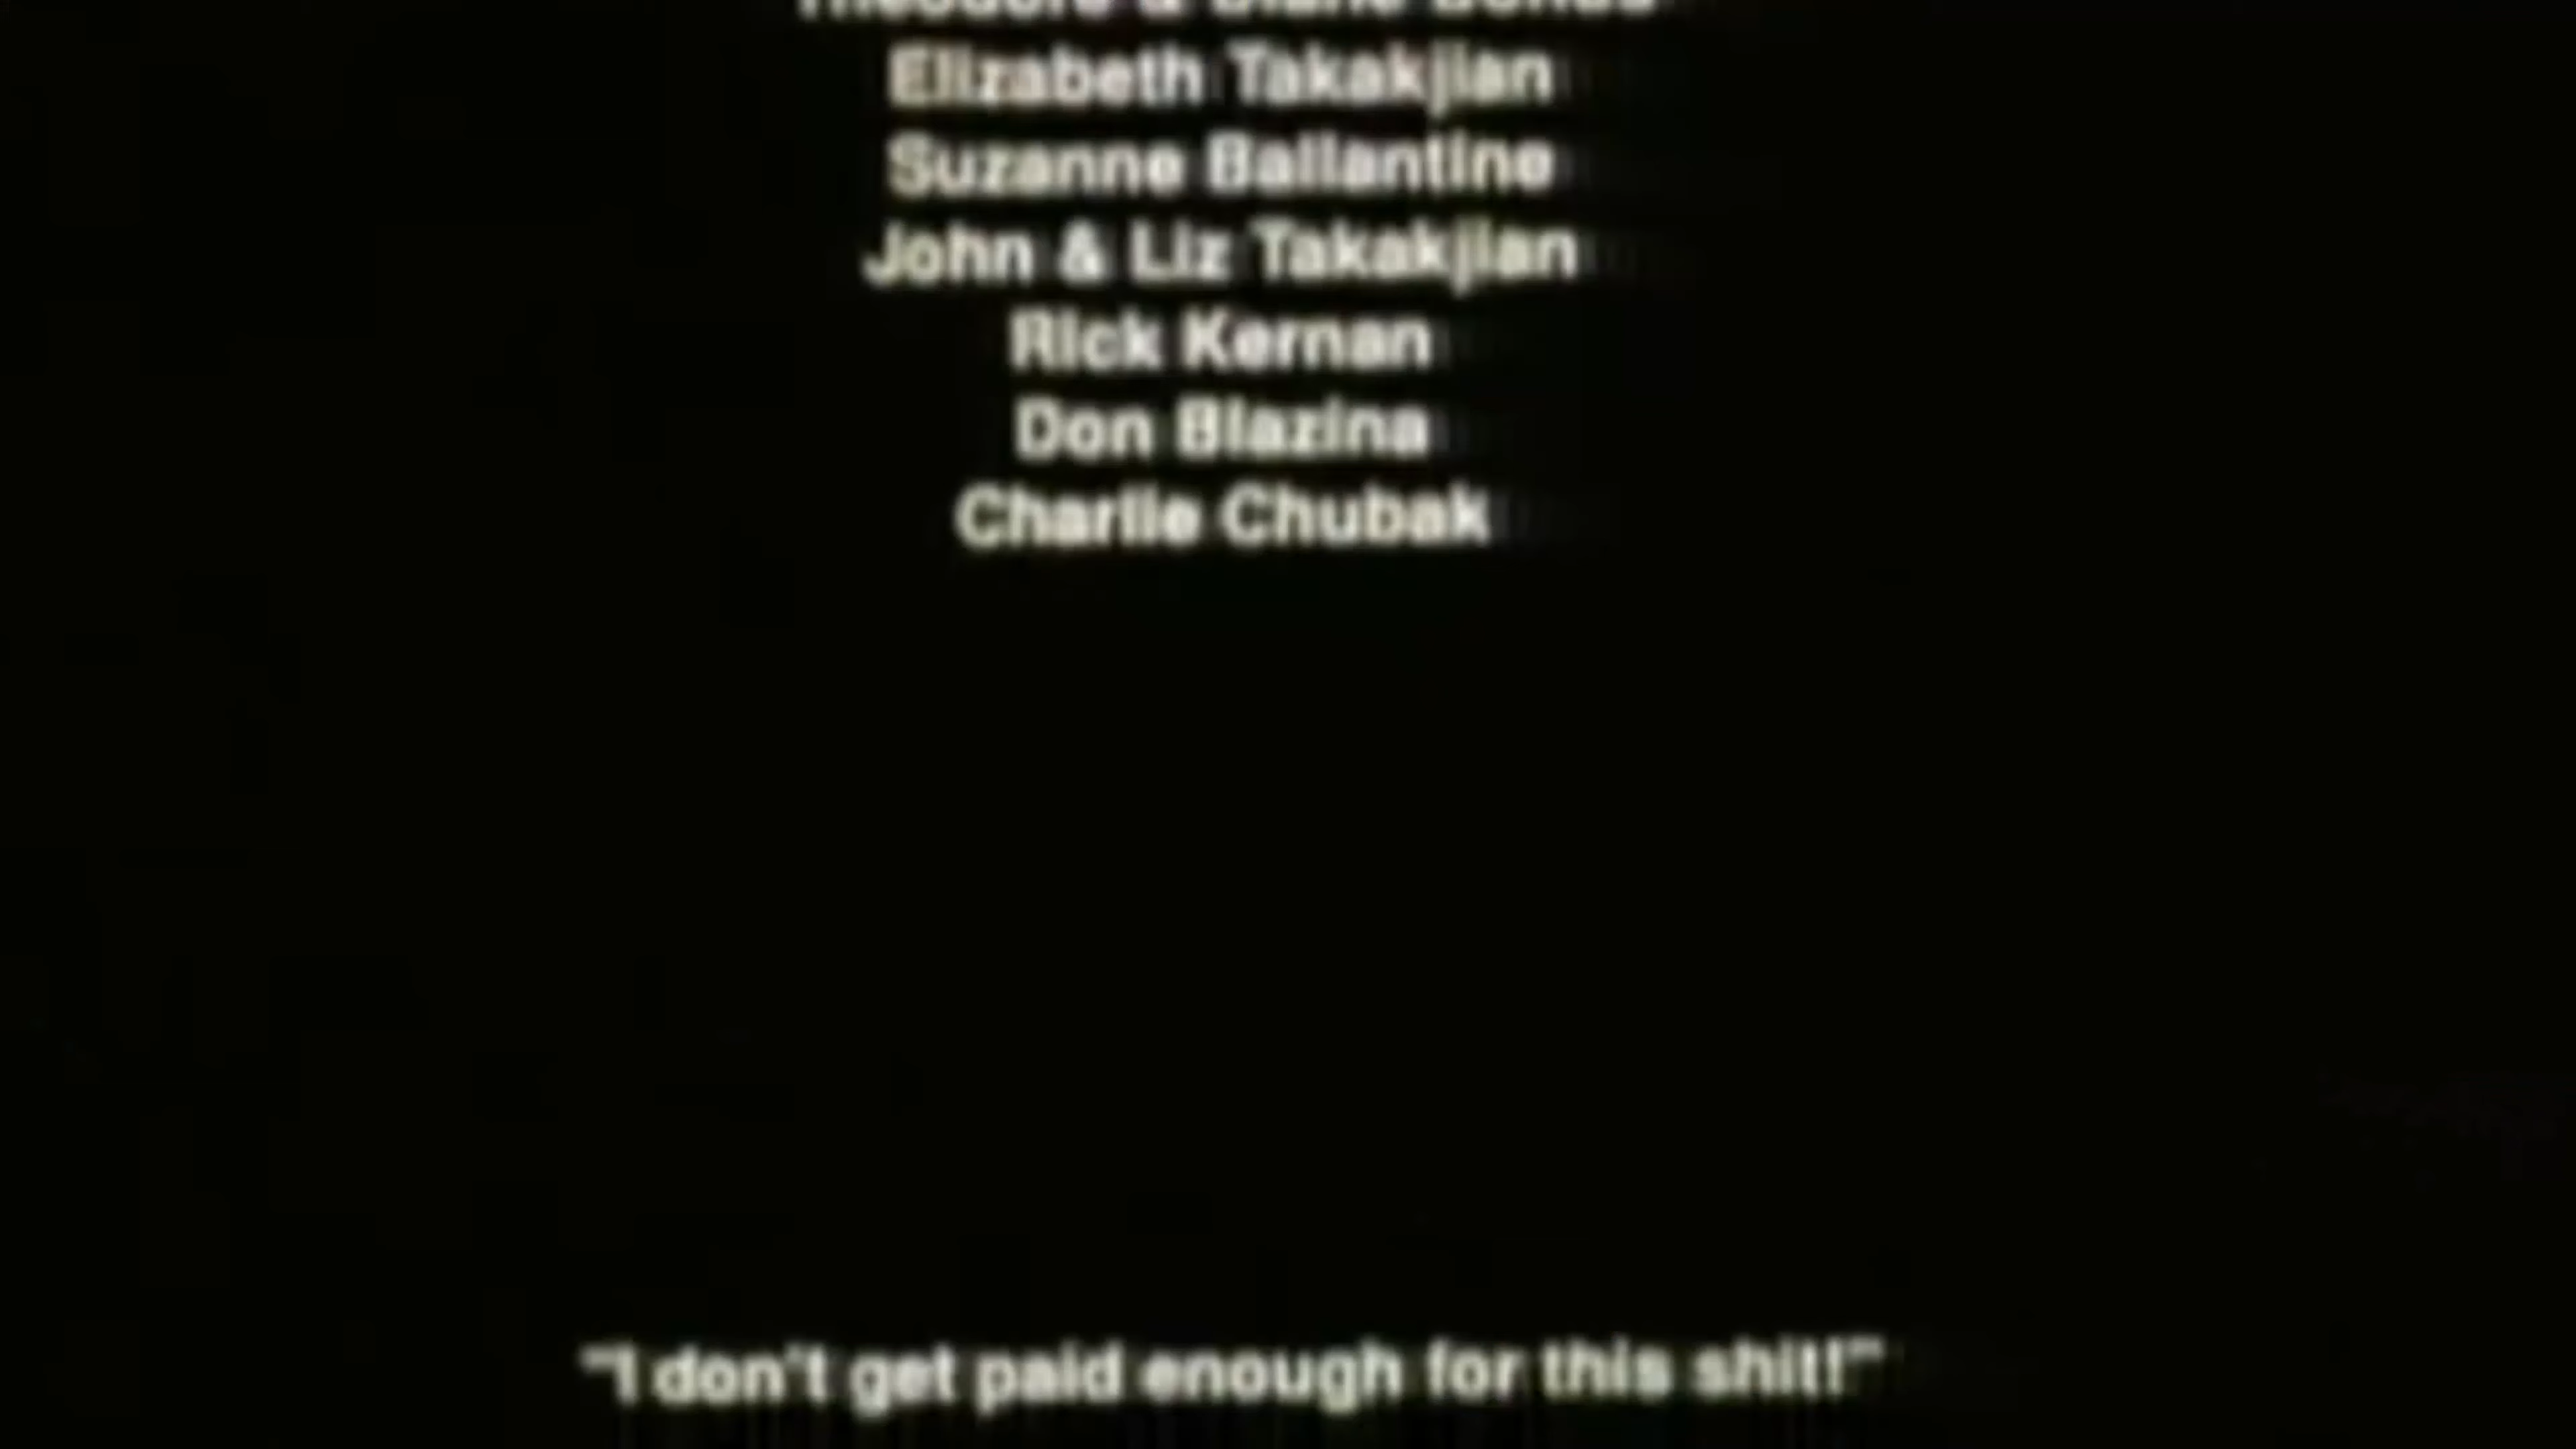 Elizabeth Takakjian
Suzanne Ballantine
John & Liz Takakjian
Rick Kernan
Don Blazina
Charlie Chubak
"I don't get paid enough for this shit!"